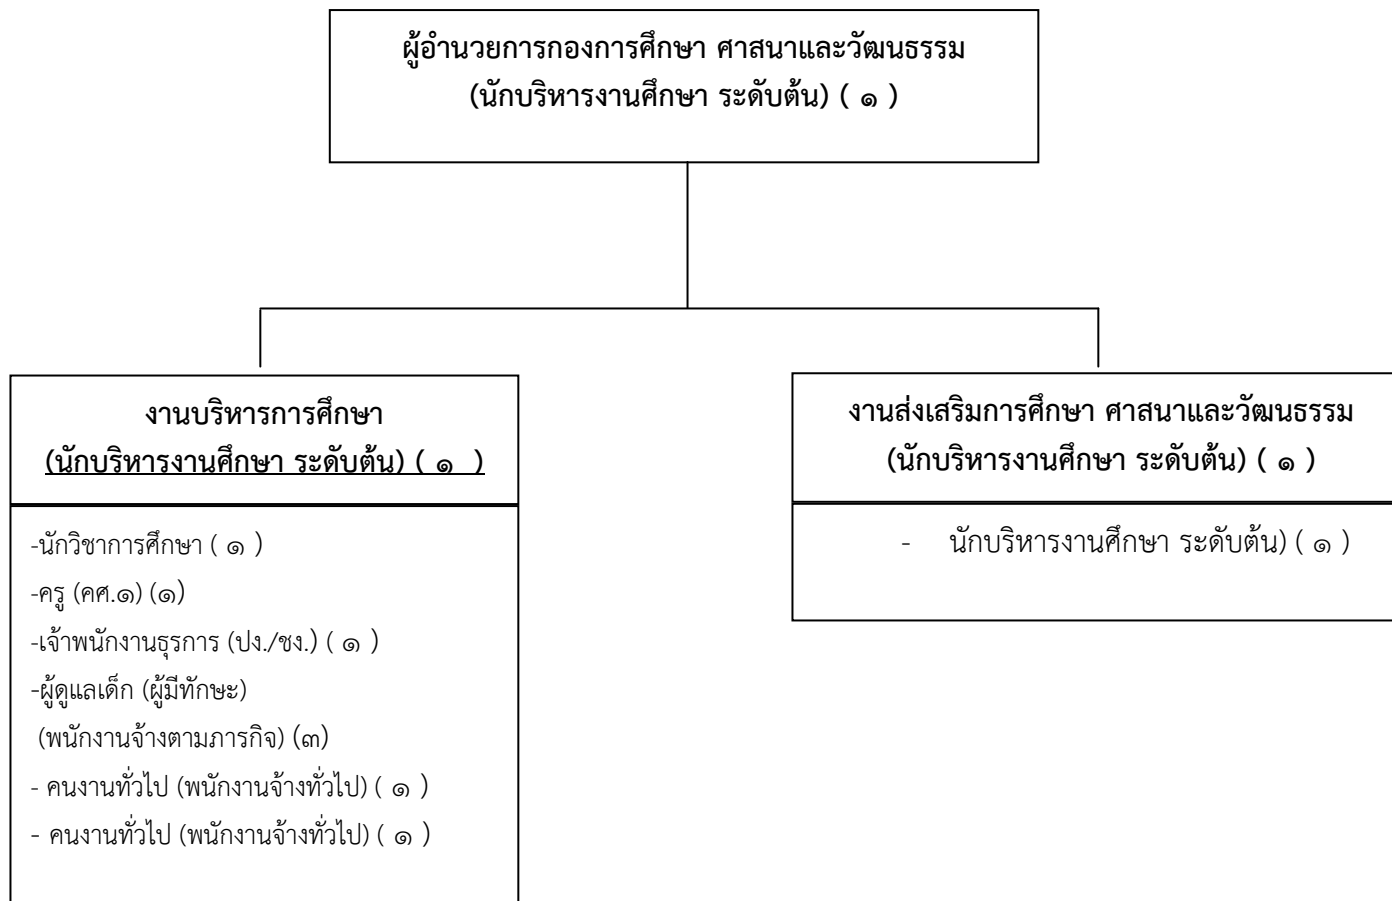 ผู้อำนวยการกองการศึกษา ศาสนาและวัฒนธรรม
(นักบริหารงานศึกษา ระดับต้น) ( ๑ )
งานบริหารการศึกษา
(นักบริหารงานศึกษา ระดับต้น) ( ๑ )
-นักวิชาการศึกษา ( ๑ )
-ครู (คศ.๑) (๑)
-เจ้าพนักงานธุรการ (ปง./ชง.) ( ๑ )
-ผู้ดูแลเด็ก (ผู้มีทักษะ)
(พนักงานจ้างตามภารกิจ) (๓)
- คนงานทั่วไป (พนักงานจ้างทั่วไป) ( ๑ )
- คนงานทั่วไป (พนักงานจ้างทั่วไป) ( ๑ )
งานส่งเสริมการศึกษา ศาสนาและวัฒนธรรม
(นักบริหารงานศึกษา ระดับต้น) ( ๑ )
- นักบริหารงานศึกษา ระดับต้น) ( ๑ )